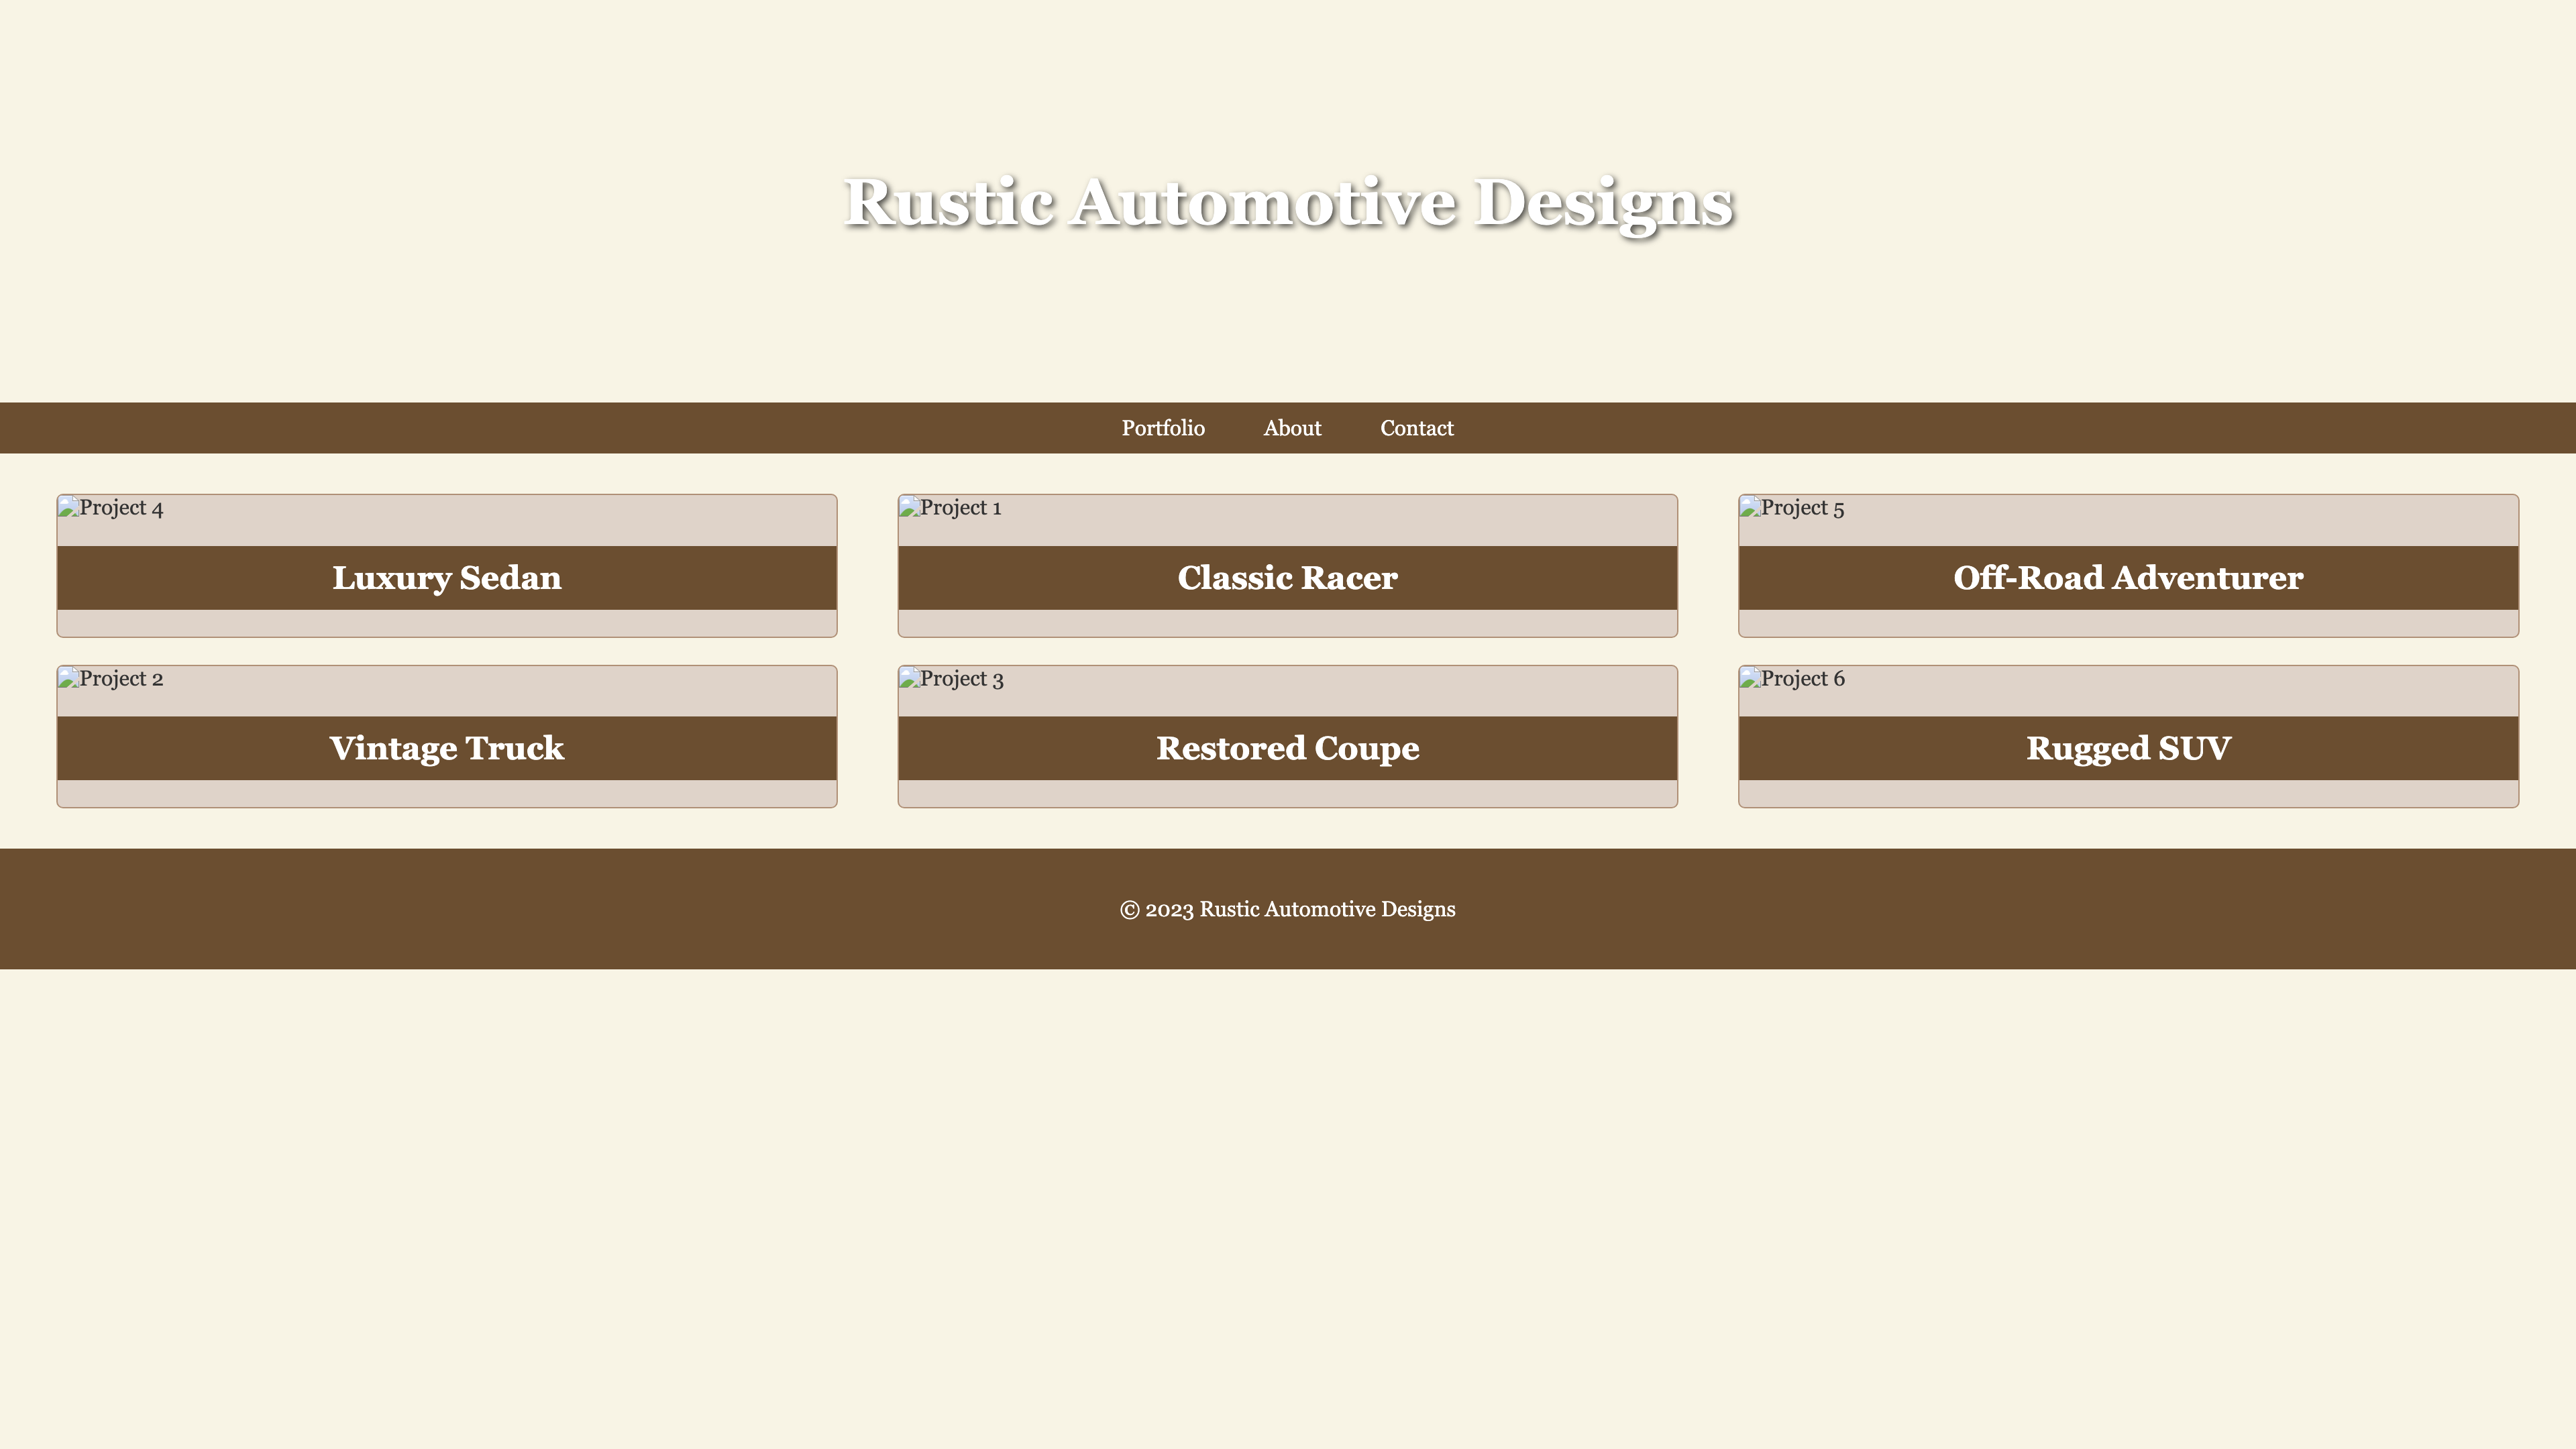 Rustic Automotive Designs
Portfolio About Contact
Project 4
Luxury Sedan
Project 1
Classic Racer
Project 5
Off-Road Adventurer
Project 2
Vintage Truck
Project 3
Restored Coupe
Project 6
Rugged SUV
© 2023 Rustic Automotive Designs